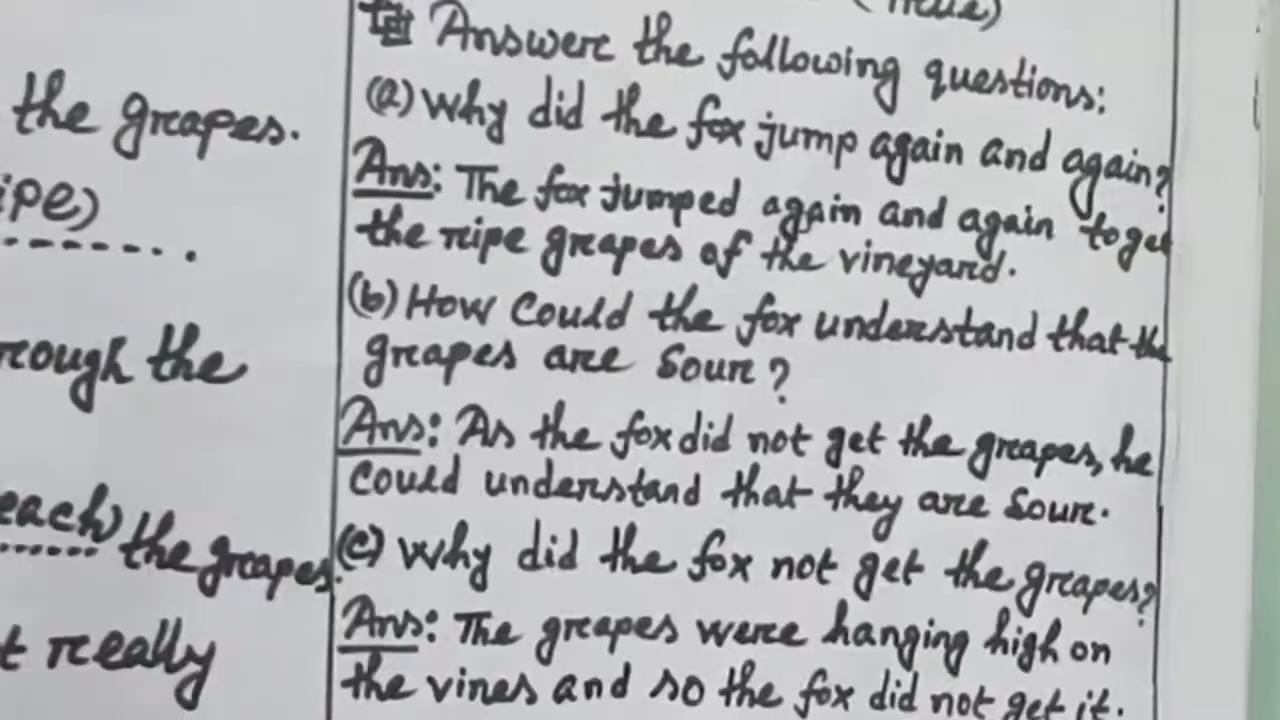 the grapes.
ipe)
rough the
each) the grapes.
t really
(True)
Answer the following questions:
(a) Why did the fox jump again and again?
Ans: The fox jumped again and again to get
the ripe grapes of the vineyard.
(b) How could the fox understand that the
grapes are sour?
Ans: As the fox did not get the grapes, he
could understand that they are sour.
(c) Why did the fox not get the grapes?
Ans: The grapes were hanging high on
the vines and so the fox did not get it.